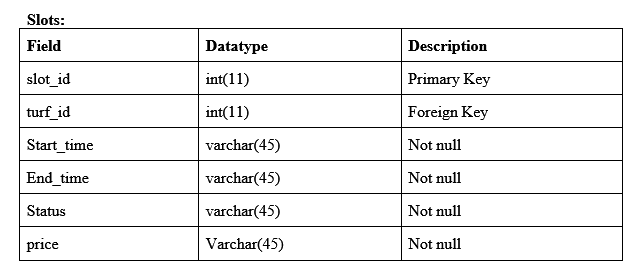 Slots:
Field Datatype Description
slot_id int(11) Primary Key
turf_id int(11) Foreign Key
Start_time varchar(45) Not null
End_time varchar(45) Not null
Status varchar(45) Not null
price Varchar(45) Not null